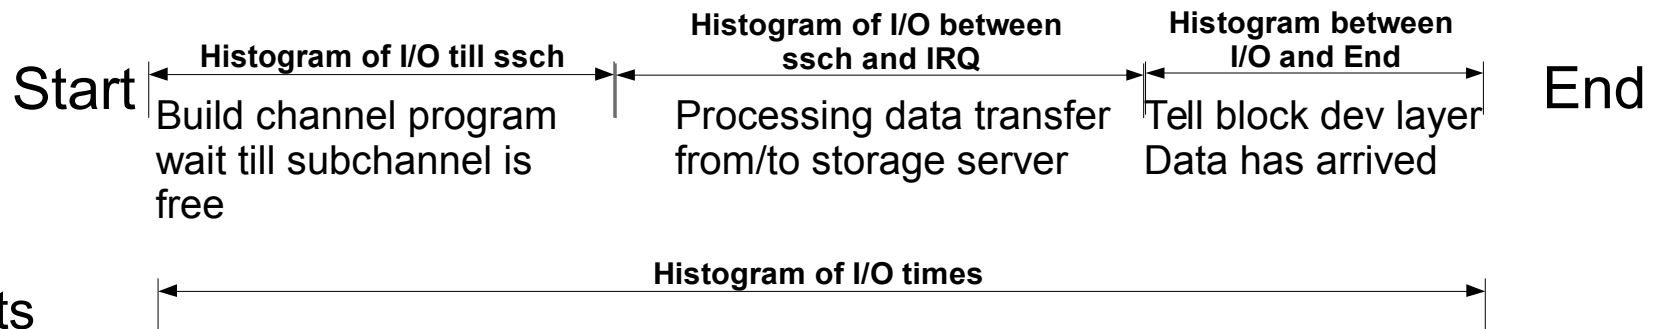 Start
Histogram of I/O till ssch
Build channel program
wait till subchannel is
free
Histogram of I/O between
ssch and IRQ
Processing data transfer
from/to storage server
Histogram between
I/O and End
Tell block dev layer
Data has arrived
End
Histogram of I/O times
ts